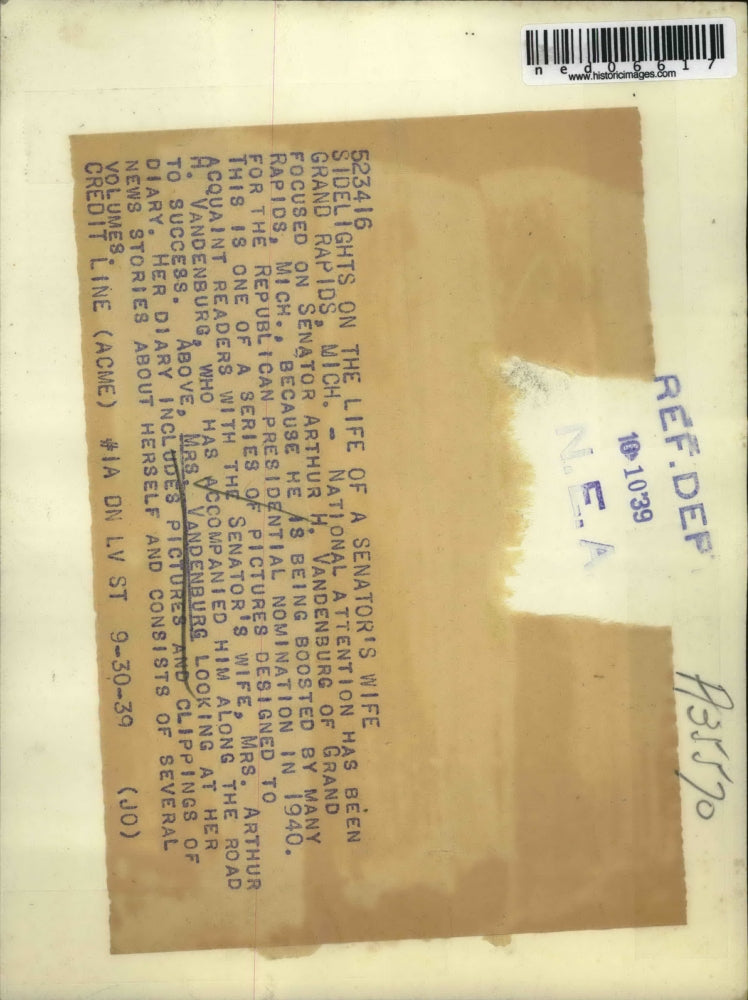 ned06617
www.historicimages.com
REF.DEP
10-1039
N.E.A
523416
SIDELIGHTS ON THE LIFE OF A SENATOR'S WIFE
GRAND RAPIDS, MICH. - NATIONAL ATTENTION HAS BEEN
FOCUSED ON SENATOR ARTHUR H. VANDENBURG OF GRAND
RAPIDS, MICH., BECAUSE HE IS BEING BOOSTED BY MANY
FOR THE REPUBLICAN PRESIDENTIAL NOMINATION IN 1940.
THIS IS ONE OF A SERIES OF PICTURES DESIGNED TO
ACQUAINT READERS WITH THE SENATOR'S WIFE, MRS. ARTHUR
H. VANDENBURG, WHO HAS ACCOMPANIED HIM ALONG THE ROAD
TO SUCCESS. ABOVE, MRS. VANDENBURG LOOKING AT HER
DIARY. HER DIARY INCLUDES PICTURES AND CLIPPINGS OF
NEWS STORIES ABOUT HERSELF AND CONSISTS OF SEVERAL
VOLUMES.
CREDIT LINE (ACME) #1A DN LV ST 9-30-39 (JO)